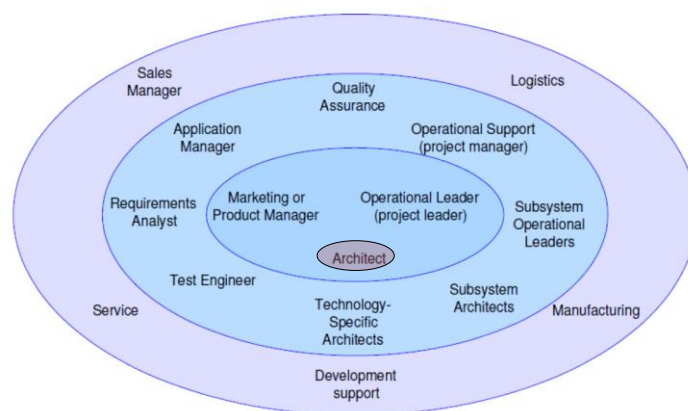 Sales
Manager
Logistics
Quality
Assurance
Application
Manager
Operational Support
(project manager)
Marketing or
Product Manager
Operational Leader
(project leader)
Requirements
Analyst
Subsystem
Operational
Leaders
Architect
Test Engineer
Subsystem
Architects
Technology-
Specific
Architects
Service
Manufacturing
Development
support